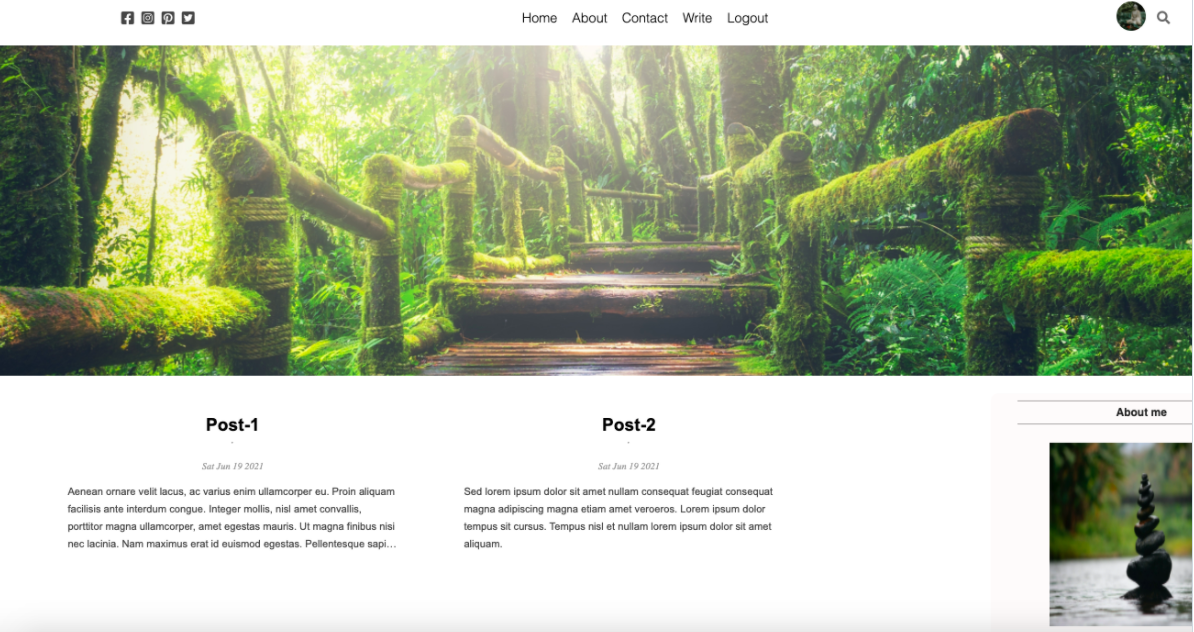 Home About Contact Write Logout
Post-1
Sat Jun 19 2021
Aenean ornare velit lacus, ac varius enim ullamcorper eu. Proin aliquam
facilisis ante interdum congue. Integer mollis, nisl amet convallis,
porttitor magna ullamcorper, amet egestas mauris. Ut magna finibus nisi
nec lacinia. Nam maximus erat id euismod egestas. Pellentesque sapi…
Post-2
Sat Jun 19 2021
Sed lorem ipsum dolor sit amet nullam consequat feugiat consequat
magna adipiscing magna etiam amet veroeros. Lorem ipsum dolor
tempus sit cursus. Tempus nisl et nullam lorem ipsum dolor sit amet
aliquam.
About me